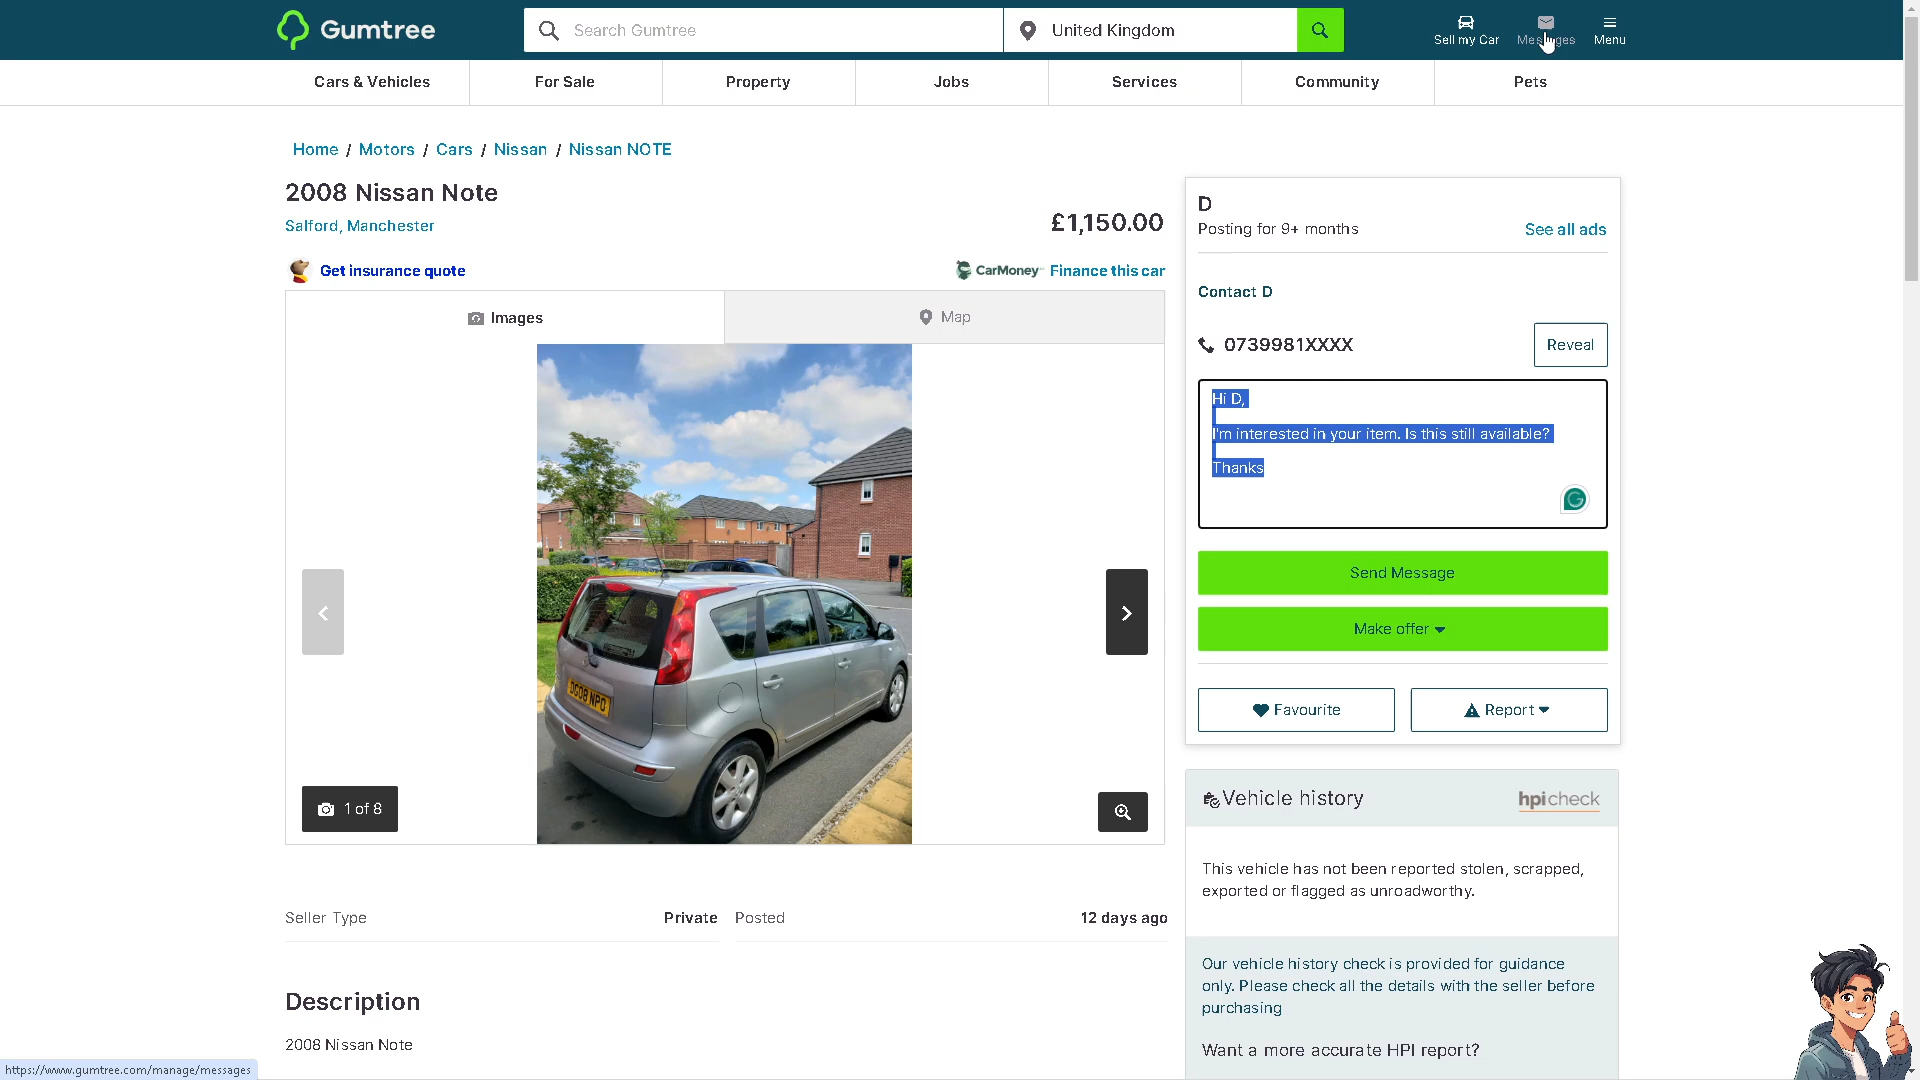 Gumtree
Search Gumtree
United Kingdom
Sell my Car
Messages
Menu
Cars & Vehicles
For Sale
Property
Jobs
Services
Community
Pets
Home / Motors / Cars / Nissan / Nissan NOTE
2008 Nissan Note
Salford, Manchester
£1,150.00
Get insurance quote
CarMoney Finance this car
Images
Map
DG08 NPO
1 of 8
Seller Type Private
Posted 12 days ago
Description
2008 Nissan Note
D
Posting for 9+ months
See all ads
Contact D
0739981XXXX
Reveal
Hi D,
I'm interested in your item. Is this still available?
Thanks
Send Message
Make offer
Favourite
Report
Vehicle history
hpi check
This vehicle has not been reported stolen, scrapped,
exported or flagged as unroadworthy.
Our vehicle history check is provided for guidance
only. Please check all the details with the seller before
purchasing
Want a more accurate HPI report?
https://www.gumtree.com/manage/messages